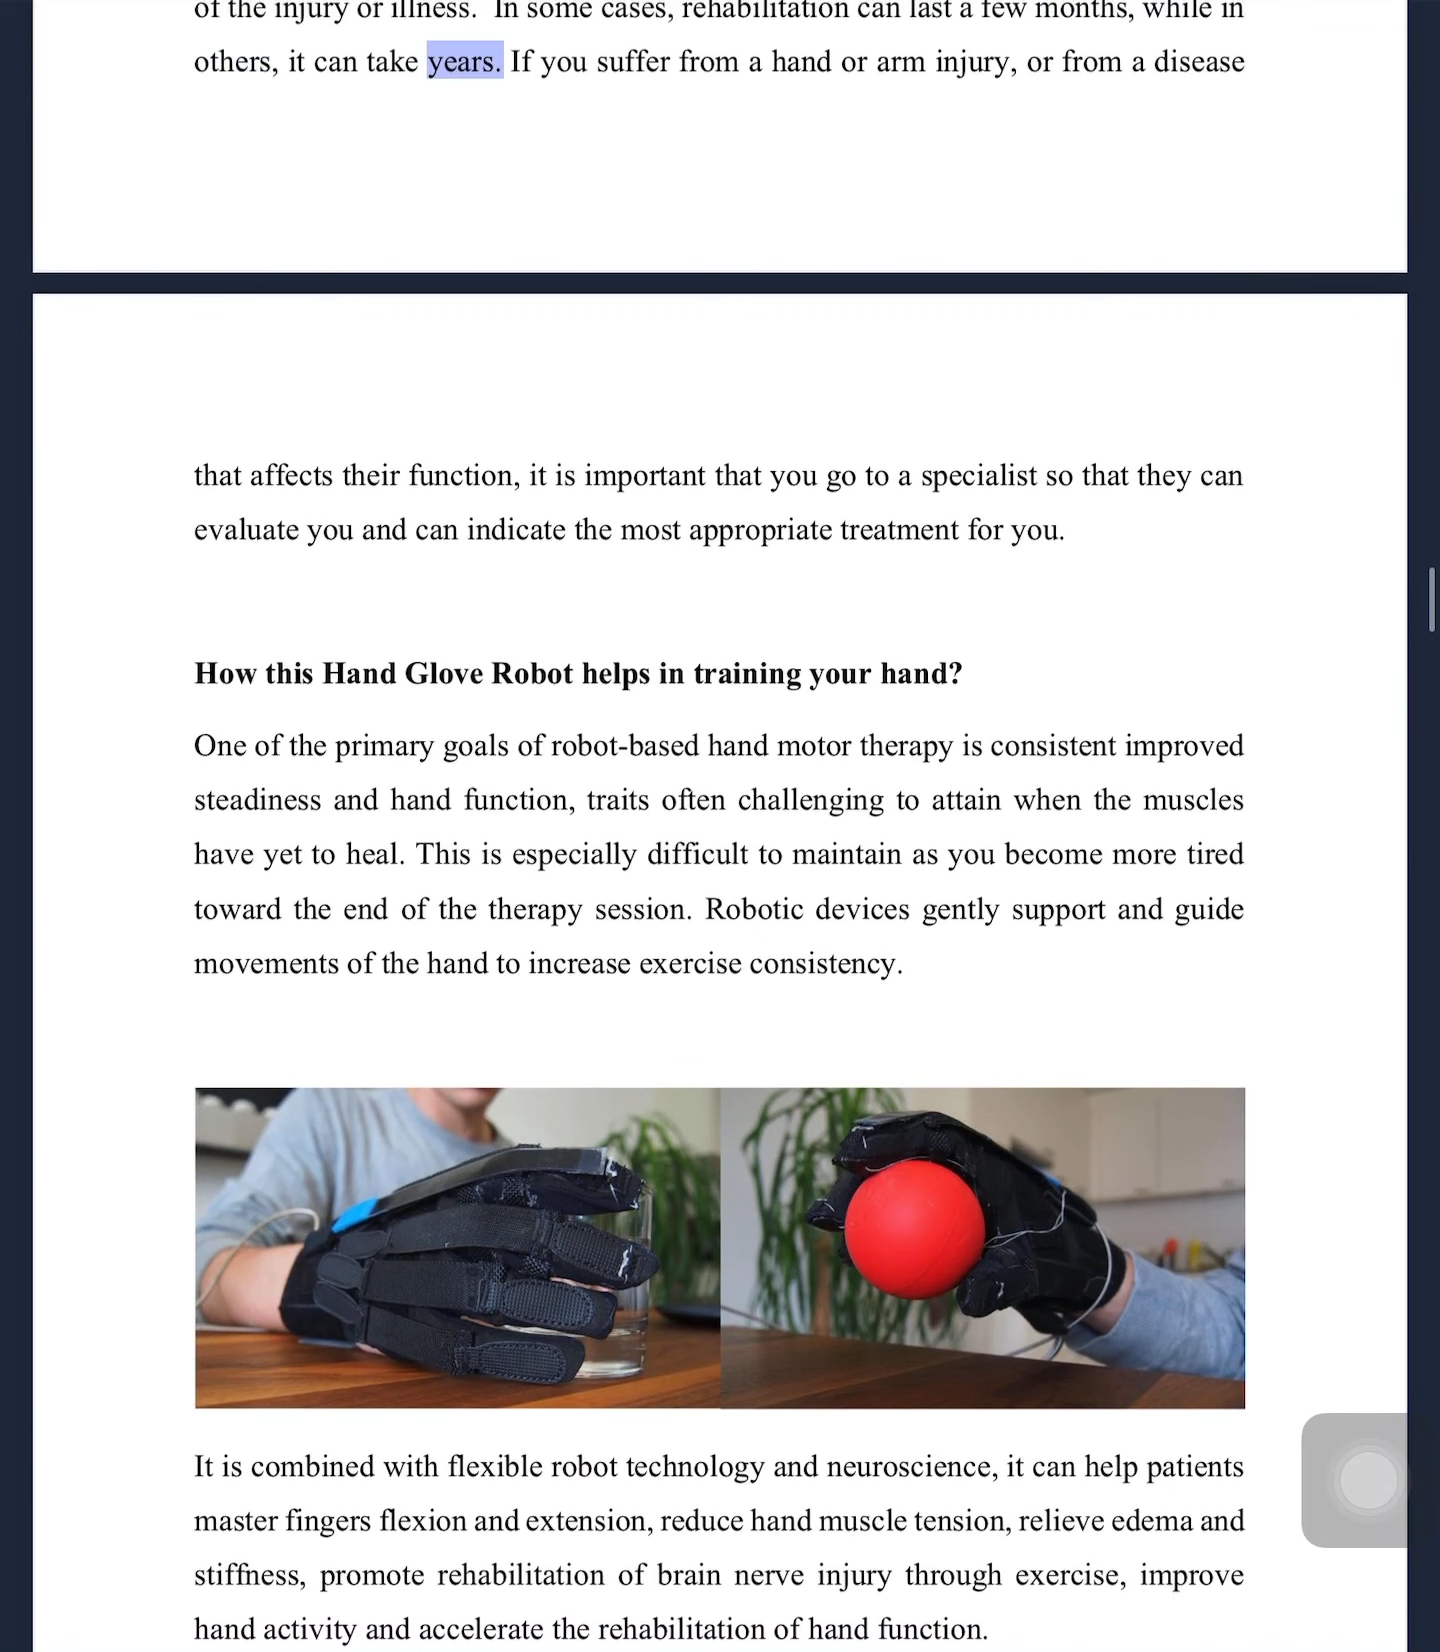 of the injury or illness. In some cases, rehabilitation can last a few months, while in
others, it can take years. If you suffer from a hand or arm injury, or from a disease
that affects their function, it is important that you go to a specialist so that they can
evaluate you and can indicate the most appropriate treatment for you.
How this Hand Glove Robot helps in training your hand?
One of the primary goals of robot-based hand motor therapy is consistent improved
steadiness and hand function, traits often challenging to attain when the muscles
have yet to heal. This is especially difficult to maintain as you become more tired
toward the end of the therapy session. Robotic devices gently support and guide
movements of the hand to increase exercise consistency.
It is combined with flexible robot technology and neuroscience, it can help patients
master fingers flexion and extension, reduce hand muscle tension, relieve edema and
stiffness, promote rehabilitation of brain nerve injury through exercise, improve
hand activity and accelerate the rehabilitation of hand function.